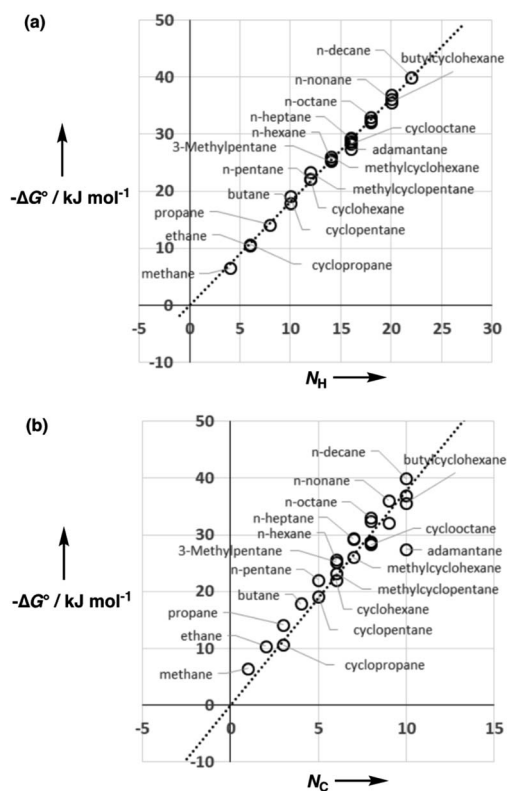 (a)
50
n-decane
butylcyclohexane
40
n-nonane
n-octane
30
n-heptane
cyclooctane
n-hexane
adamantane
3-Methylpentane
methylcyclohexane
20
n-pentane
methylcyclopentane
-ΔG° / kJ mol⁻¹
butane
cyclohexane
propane
cyclopentane
10
ethane
cyclopropane
methane
0
-5 0 5 10 15 20 25 30
-10
N_H
(b)
50
n-decane
butylcyclohexane
40
n-nonane
n-octane
30
n-heptane
cyclooctane
n-hexane
adamantane
3-Methylpentane
methylcyclohexane
20
n-pentane
methylcyclopentane
-ΔG° / kJ mol⁻¹
butane
cyclohexane
propane
cyclopentane
10
ethane
cyclopropane
methane
0
-5 0 5 10 15
-10
N_C